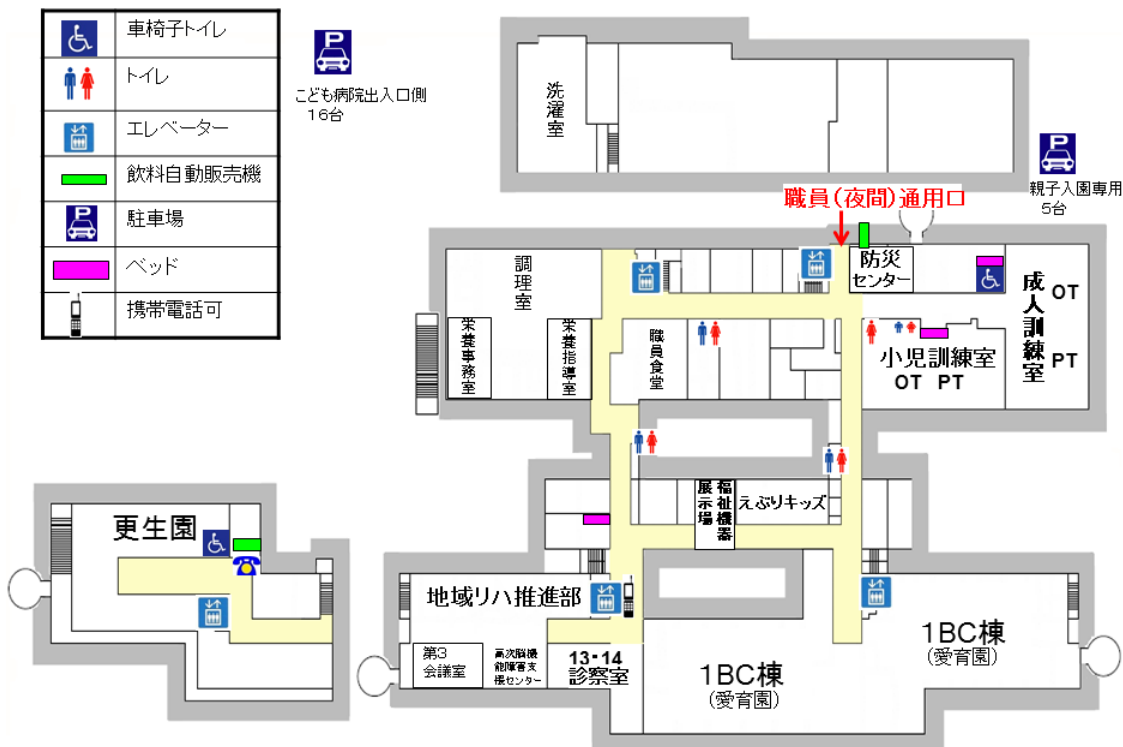 車椅子トイレ
トイレ
エレベーター
飲料自動販売機
駐車場
ベッド
携帯電話可
P
こども病院出入口側
16台
洗濯室
P
親子入園専用
5台
職員(夜間)通用口
調理室
防災
センター
成人訓練室
OT
PT
栄養事務室
栄養指導室
職員食堂
小児訓練室
OT PT
福祉機器
展示場
えぶりキッズ
更生園
地域リハ推進部
第3
会議室
高次脳機
能障害支
援センター
13・14
診察室
1BC棟
(愛育園)
1BC棟
(愛育園)